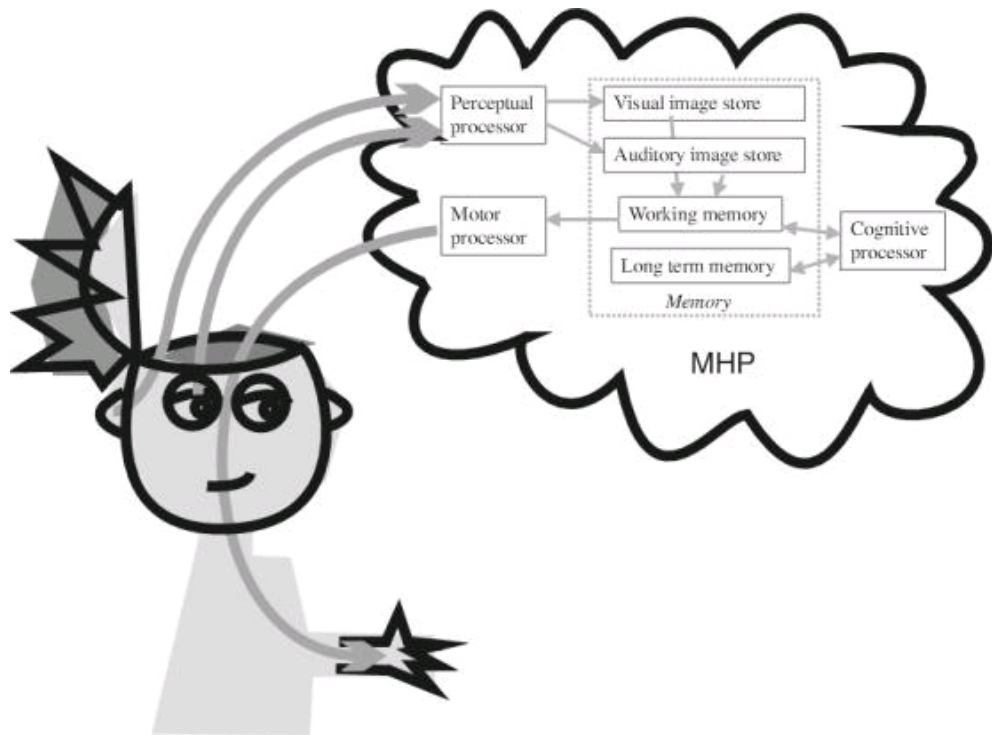 Perceptual
processor
Visual image store
Auditory image store
Motor
processor
Working memory
Cognitive
processor
Long term memory
Memory
MHP